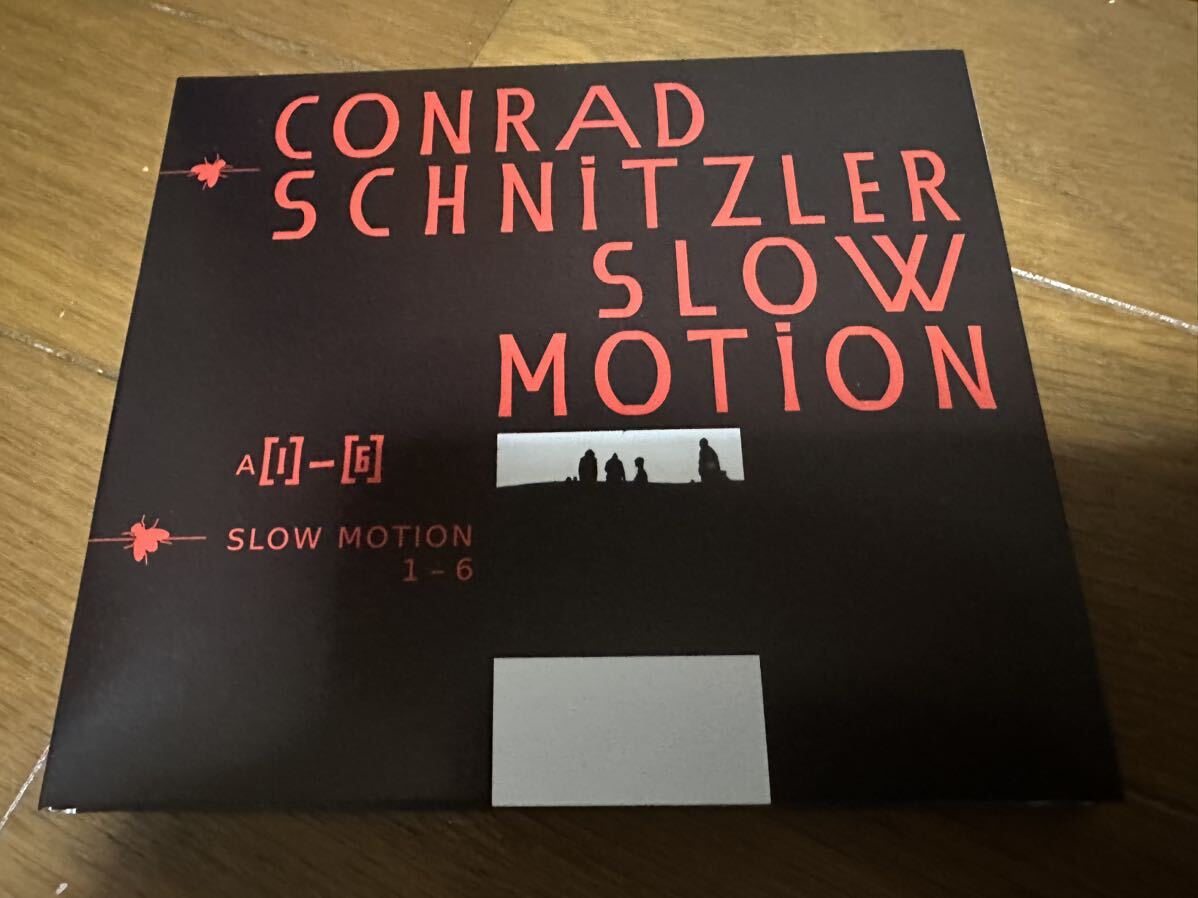 CONRAD
SCHNiTZLER
SLOW
MOTiON
A[1]–[6]
SLOW MOTION
1 – 6